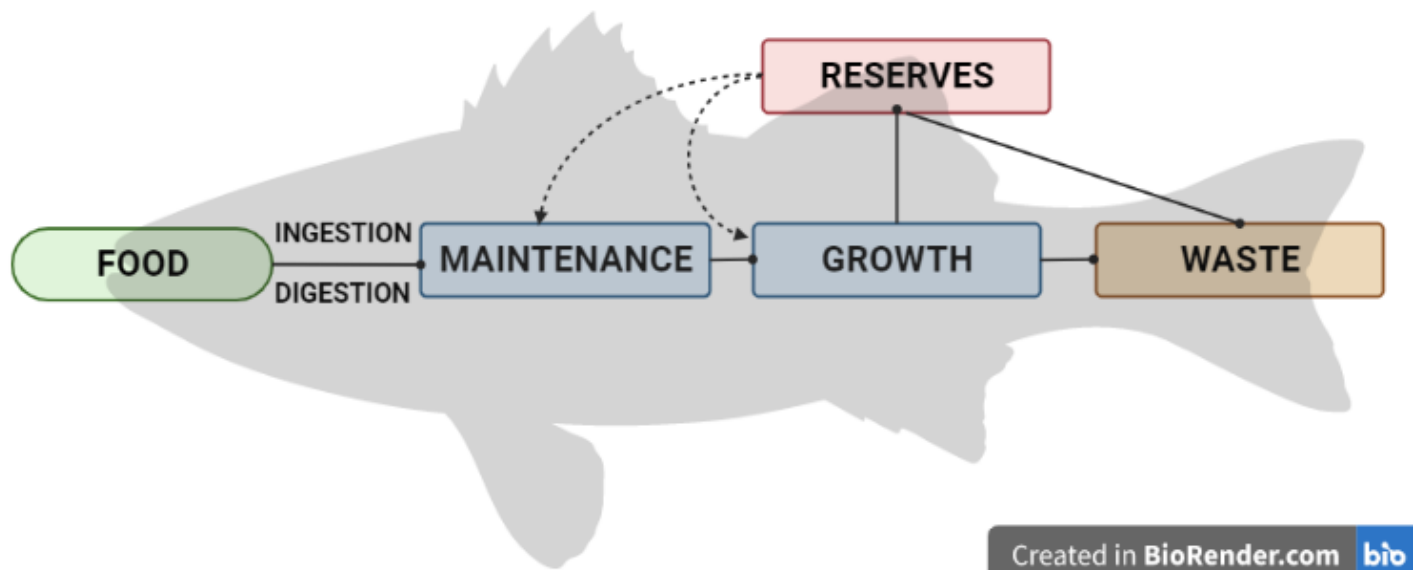 RESERVES
INGESTION
FOOD
MAINTENANCE
GROWTH
WASTE
DIGESTION
Created in BioRender.com bio